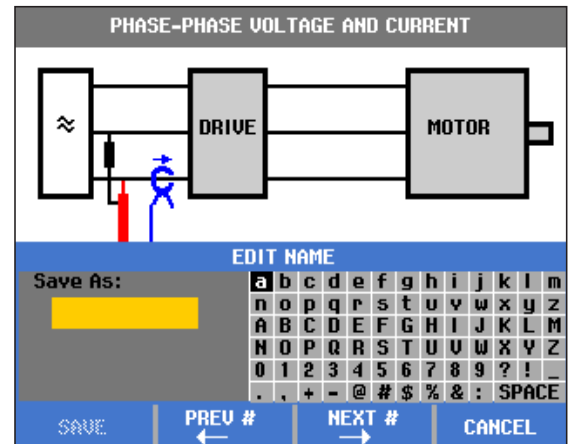 PHASE-PHASE VOLTAGE AND CURRENT
≈ DRIVE MOTOR
EDIT NAME
Save As:
a b c d e f g h i j k l m
n o p q r s t u v w x y z
A B C D E F G H I J K L M
N O P Q R S T U V W X Y Z
0 1 2 3 4 5 6 7 8 9 ? ! _
. , + - @ # $ % & : SPACE
SAVE PREV # NEXT # CANCEL
← →